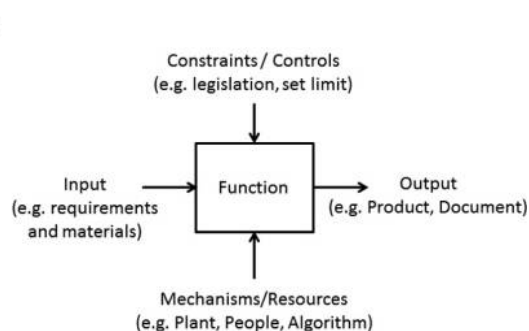 Constraints / Controls
(e.g. legislation, set limit)
Input
(e.g. requirements
and materials)
Function
Output
(e.g. Product, Document)
Mechanisms/Resources
(e.g. Plant, People, Algorithm)